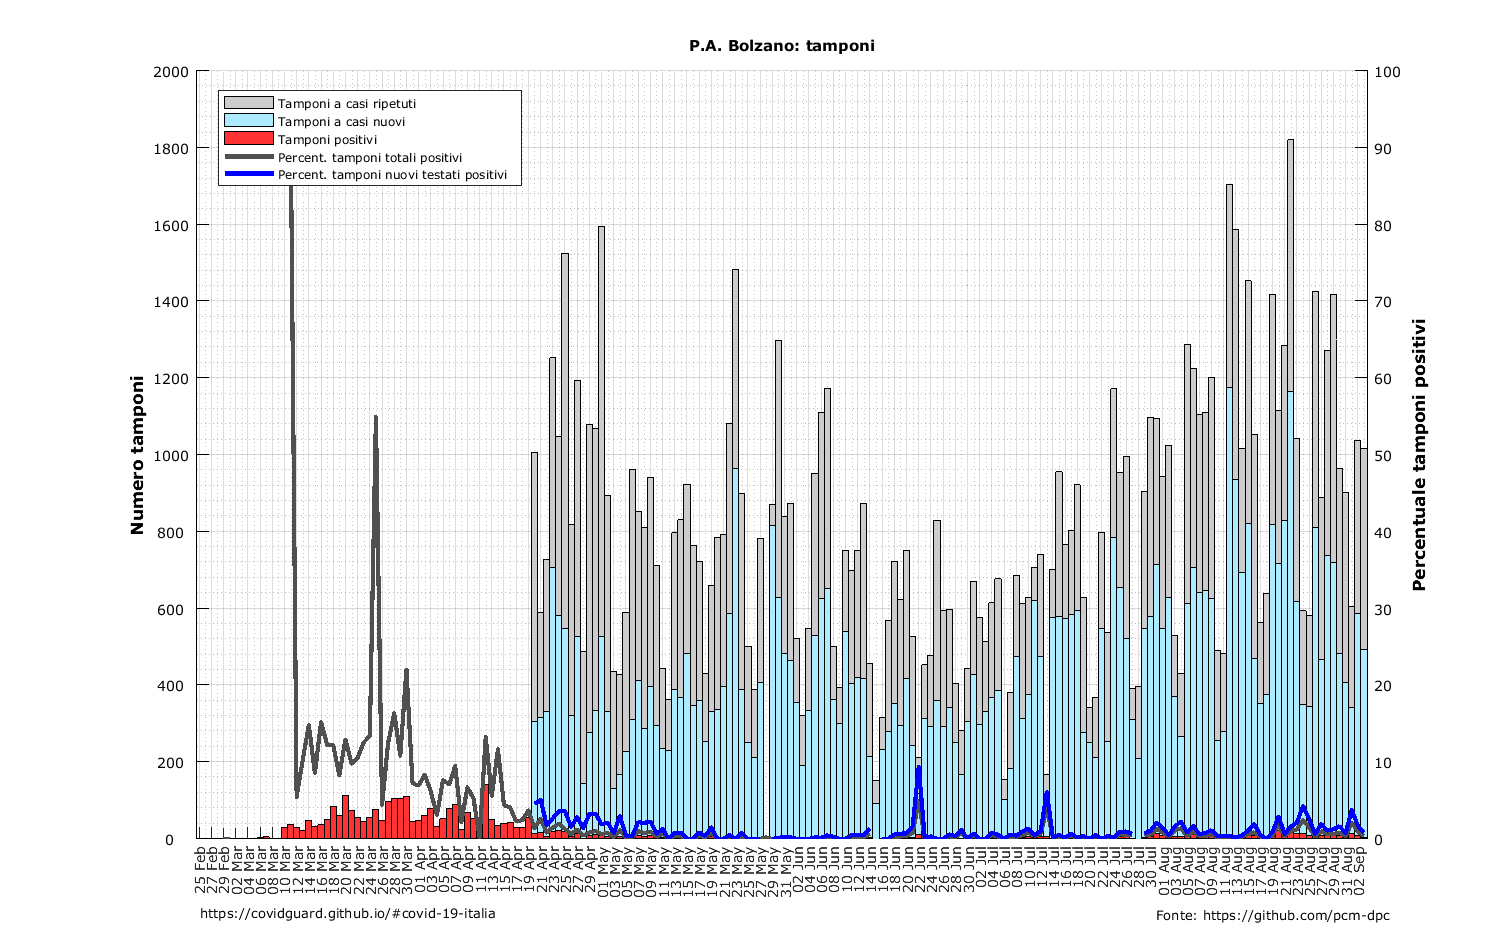 P.A. Bolzano: tamponi
Tamponi a casi ripetuti
Tamponi a casi nuovi
Tamponi positivi
Percent. tamponi totali positivi
Percent. tamponi nuovi testati positivi
Numero tamponi
2000
1800
1600
1400
1200
1000
800
600
400
200
0
100
90
80
70
60
50
40
30
20
10
0
Percentuale tamponi positivi
25 Feb
27 Feb
29 Feb
02 Mar
04 Mar
06 Mar
08 Mar
10 Mar
12 Mar
14 Mar
16 Mar
18 Mar
20 Mar
22 Mar
24 Mar
26 Mar
28 Mar
30 Mar
01 Apr
03 Apr
05 Apr
07 Apr
09 Apr
11 Apr
13 Apr
15 Apr
17 Apr
19 Apr
21 Apr
23 Apr
25 Apr
27 Apr
29 Apr
01 May
03 May
05 May
07 May
09 May
11 May
13 May
15 May
17 May
19 May
21 May
23 May
25 May
27 May
29 May
31 May
02 Jun
04 Jun
06 Jun
08 Jun
10 Jun
12 Jun
14 Jun
16 Jun
18 Jun
20 Jun
22 Jun
24 Jun
26 Jun
28 Jun
30 Jun
02 Jul
04 Jul
06 Jul
08 Jul
10 Jul
12 Jul
14 Jul
16 Jul
18 Jul
20 Jul
22 Jul
24 Jul
26 Jul
28 Jul
30 Jul
01 Aug
03 Aug
05 Aug
07 Aug
09 Aug
11 Aug
13 Aug
15 Aug
17 Aug
19 Aug
21 Aug
23 Aug
25 Aug
27 Aug
29 Aug
31 Aug
02 Sep
https://covidguard.github.io/#covid-19-italia
Fonte: https://github.com/pcm-dpc